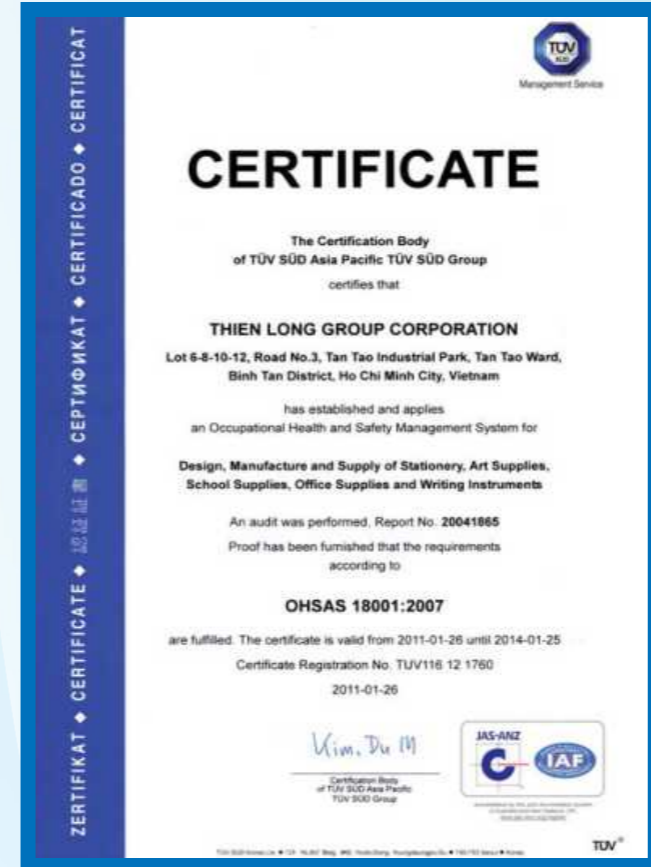 ZERTIFIKAT ◆ CERTIFICATE ◆ 認証証書 ◆ СЕРТИФИКАТ ◆ CERTIFICADO ◆ CERTIFICAT
TÜV
SÜD
Management Service
CERTIFICATE
The Certification Body
of TÜV SÜD Asia Pacific TÜV SÜD Group
certifies that
THIEN LONG GROUP CORPORATION
Lot 6-8-10-12, Road No.3, Tan Tao Industrial Park, Tan Tao Ward,
Binh Tan District, Ho Chi Minh City, Vietnam
has established and applies
an Occupational Health and Safety Management System for
Design, Manufacture and Supply of Stationery, Art Supplies,
School Supplies, Office Supplies and Writing Instruments
An audit was performed, Report No. 20041865
Proof has been furnished that the requirements
according to
OHSAS 18001:2007
are fulfilled. The certificate is valid from 2011-01-26 until 2014-01-25
Certificate Registration No. TUV116 12 1760
2011-01-26
Kim, Du M
Certification Body
of TÜV SÜD Asia Pacific
TÜV SÜD Group
JAS-ANZ
IAF
TÜV®